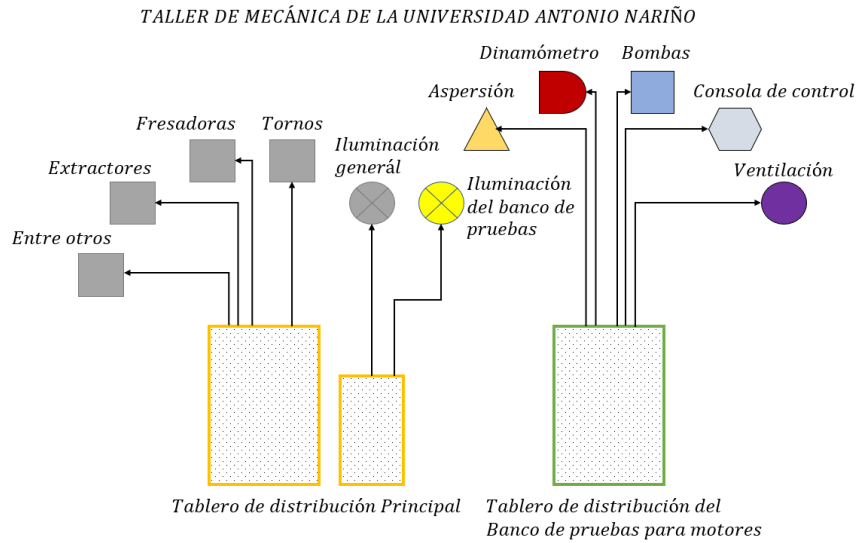 TALLER DE MECÁNICA DE LA UNIVERSIDAD ANTONIO NARIÑO
Dinamómetro
Bombas
Aspersión
Consola de control
Fresadoras
Tornos
Iluminación
generál
Extractores
Iluminación
del banco de
pruebas
Ventilación
Entre otros
Tablero de distribución Principal
Tablero de distribución del
Banco de pruebas para motores